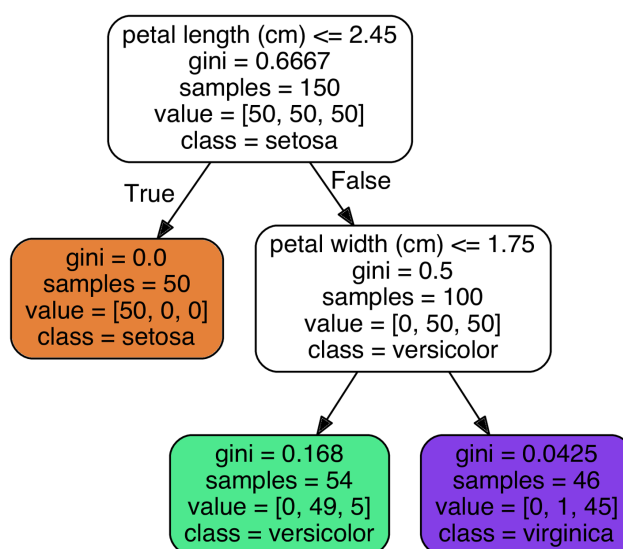 petal length (cm) <= 2.45
gini = 0.6667
samples = 150
value = [50, 50, 50]
class = setosa
True
False
gini = 0.0
samples = 50
value = [50, 0, 0]
class = setosa
petal width (cm) <= 1.75
gini = 0.5
samples = 100
value = [0, 50, 50]
class = versicolor
gini = 0.168
samples = 54
value = [0, 49, 5]
class = versicolor
gini = 0.0425
samples = 46
value = [0, 1, 45]
class = virginica